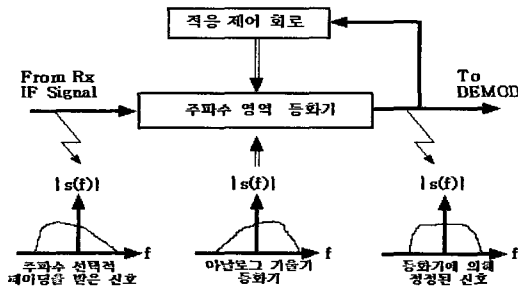 적응 제어 회로
From Rx
IF Signal
To
DEMOD
주파수 영역 등화기
|s(f)|
|s(f)|
|s(f)|
f
f
f
주파수 선택적
페이딩을 받은 신호
아날로그 기울기
등화기
등화기에 의해
정정된 신호